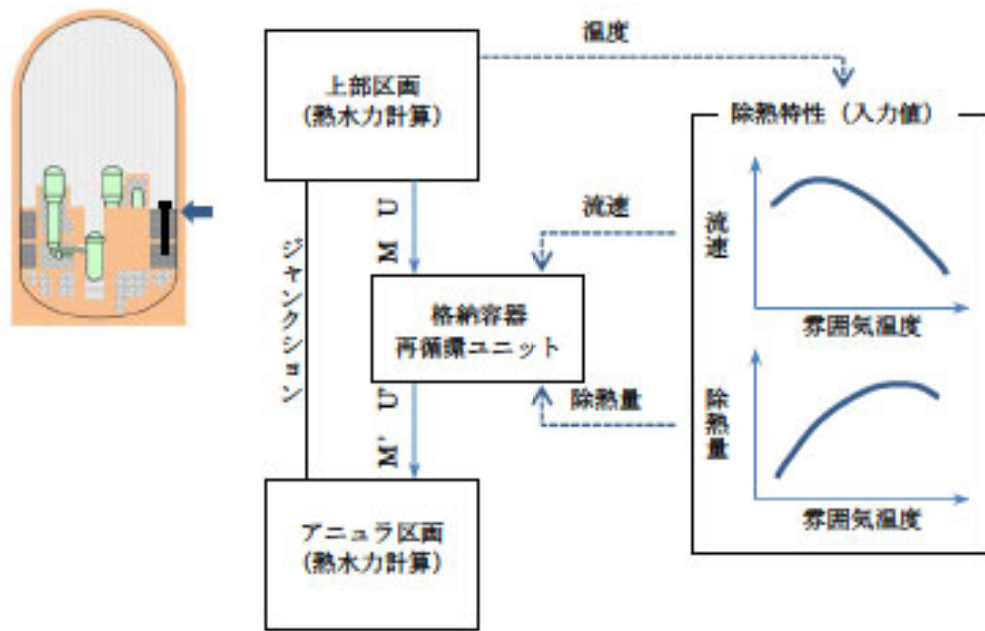 温度
上部区画
（熱水力計算）
除熱特性（入力値）
M U
流速
ジャンクション
流速
雰囲気温度
格納容器
再循環ユニット
M' U'
除熱量
除熱量
雰囲気温度
アニュラ区画
（熱水力計算）